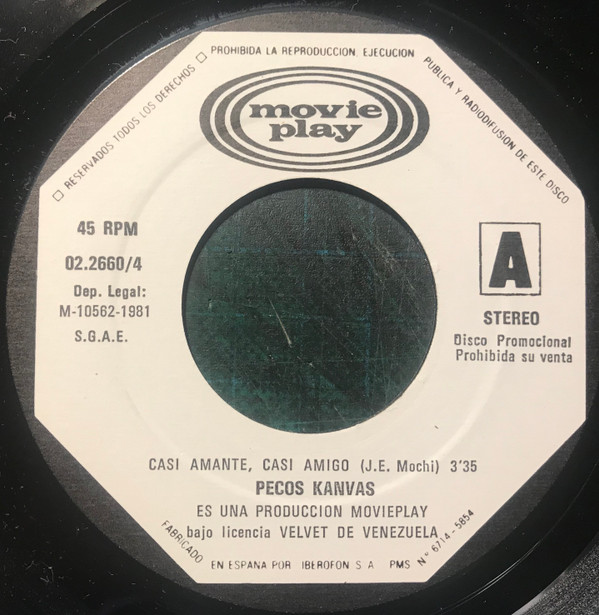 □ RESERVADOS TODOS LOS DERECHOS □ PROHIBIDA LA REPRODUCCION, EJECUCION PUBLICA Y RADIODIFUSION DE ESTE DISCO
movie
play
45 RPM
02.2660/4
Dep. Legal:
M-10562-1981
S.G.A.E.
A
STEREO
Disco Promocional
Prohibida su venta
CASI AMANTE, CASI AMIGO (J.E. Mochi) 3'35
PECOS KANVAS
ES UNA PRODUCCION MOVIEPLAY
bajo licencia VELVET DE VENEZUELA
FABRICADO EN ESPAÑA POR IBEROFON S A PMS N° 6714 - 5854